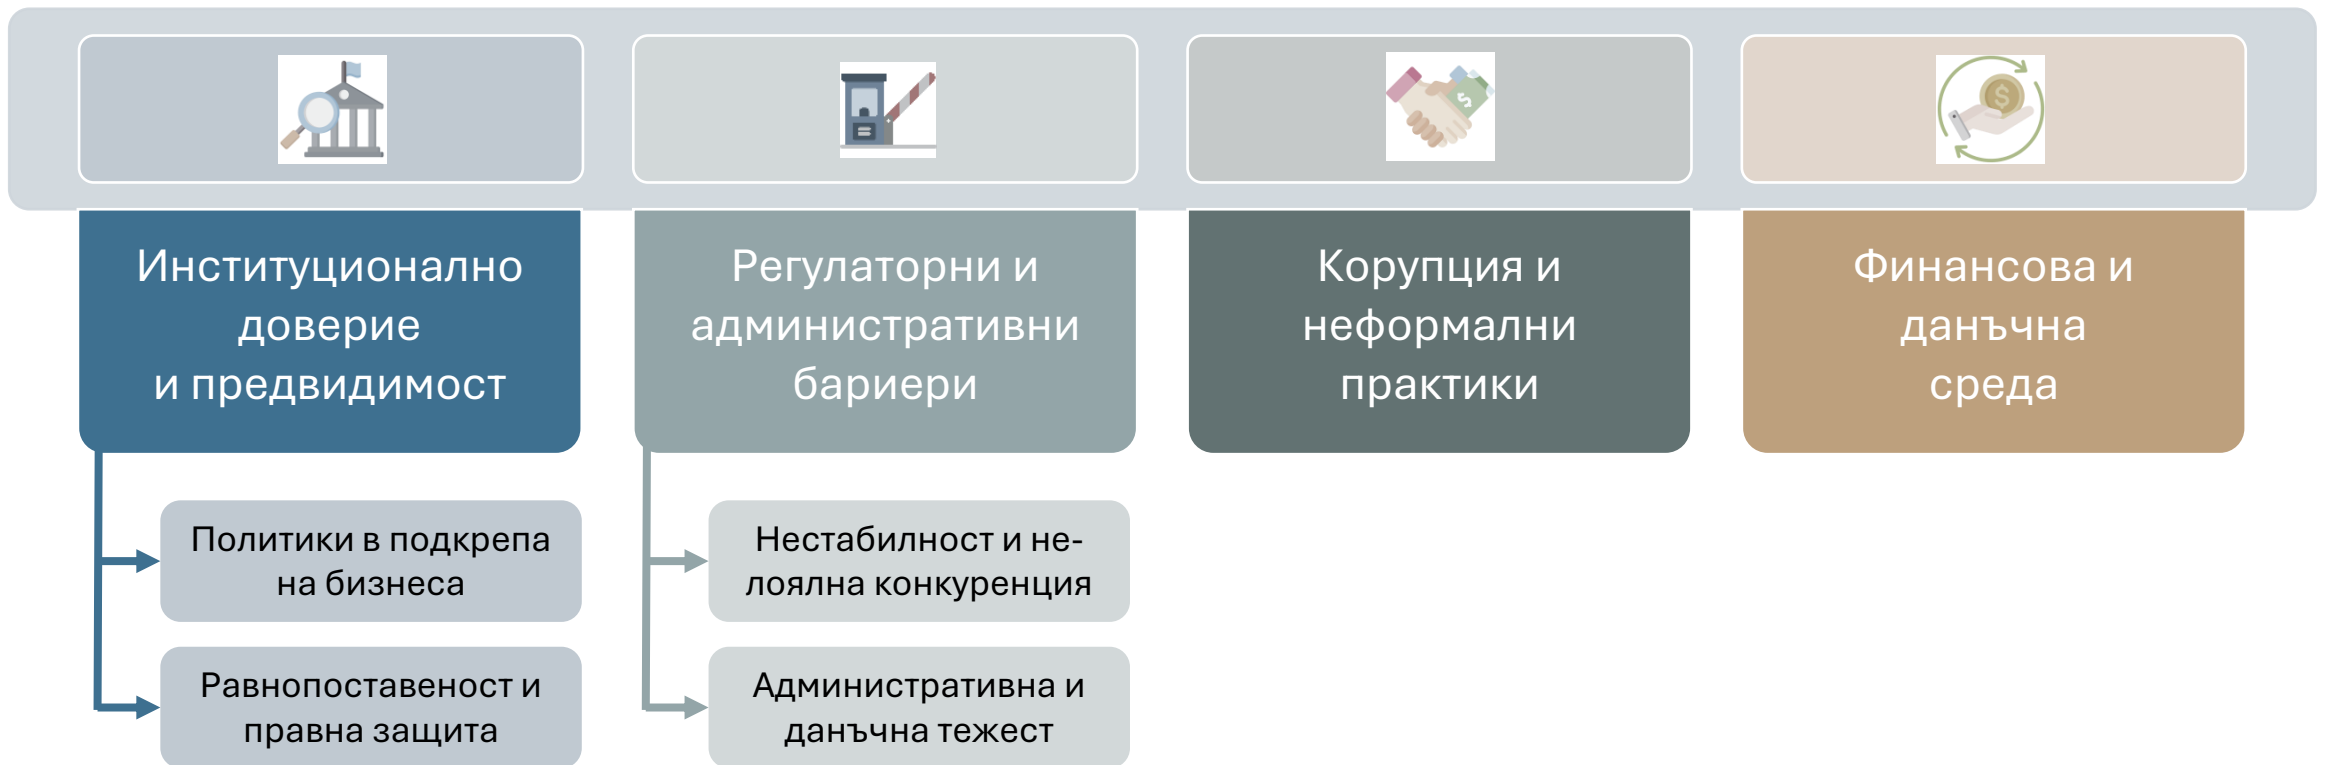 Институционално
доверие
и предвидимост
Регулаторни и
административни
бариери
Корупция и
неформални
практики
Финансова и
данъчна
среда
Политики в подкрепа
на бизнеса
Равнопоставеност и
правна защита
Нестабилност и не-
лоялна конкуренция
Административна и
данъчна тежест